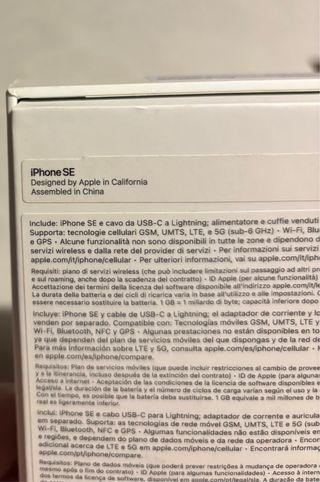 iPhone SE
Designed by Apple in California
Assembled in China
Include: iPhone SE e cavo da USB-C a Lightning; alimentatore e cuffie venduti
Supporta: tecnologie cellulari GSM, UMTS, LTE, e 5G (sub-6 GHz) • Wi-Fi, Blu
e GPS • Alcune funzionalità non sono disponibili in tutte le zone e dipendono d
servizi wireless e dalla rete del provider di servizi • Per informazioni sui servizi
apple.com/it/iphone/cellular • Per ulteriori informazioni, vai su apple.com/it/iph
Requisiti: piano di servizi wireless (che può includere limitazioni sul passaggio ad altri pr
e sul roaming, anche dopo la scadenza del contratto) • ID Apple (per alcune funzionalità)
Accettazione dei termini della licenza del software disponibile all'indirizzo apple.com/it/le
La durata della batteria e dei cicli di ricarica varia in base all'utilizzo e alle impostazioni.
essere necessario sostituire la batteria. 1 GB = 1 miliardo di byte; capacità inferiore dopo
Incluye: iPhone SE y cable de USB-C a Lightning; el adaptador de corriente y lo
venden por separado. Compatible con: Tecnologías móviles GSM, UMTS, LTE y
Wi-Fi, Bluetooth, NFC y GPS • Algunas prestaciones no están disponibles en to
ya que dependen del plan de servicios móviles del que dispongas y de la red de
Para más información sobre LTE y 5G, consulta apple.com/es/iphone/cellular • M
en apple.com/es/iphone/compare.
Requisitos: Plan de servicios móviles (que puede incluir restricciones al cambio de provee
y a la itinerancia, incluso después de la extinción del contrato) • ID de Apple (para algunas
Acceso a internet • Aceptación de las condiciones de la licencia de software disponibles e
legal/sla. La duración de la batería y el número de ciclos de carga varían según el uso y la
Con el tiempo, es posible que la batería deba sustituirse. 1 GB equivale a mil millones de b
real es ligeramente inferior.
Inclui: iPhone SE e cabo USB-C para Lightning; adaptador de corrente e auricula
em separado. Suporta: as tecnologias de rede móvel GSM, UMTS, LTE e 5G (sub
Wi-Fi, Bluetooth, NFC e GPS • Algumas funcionalidades não estão disponíveis em
e regiões, e dependem do plano de dados móveis e da rede da operadora • Encon
adicional acerca de LTE e 5G em apple.com/pt/iphone/cellular • Encontrará informaç
apple.com/pt/iphone/compare.
Requisitos: Plano de dados móveis (que poderá prever restrições à mudança de operadora
mesmo após o fim do contrato) • ID Apple (para algumas funcionalidades) • Acesso à intern
dos termos da licença de software, disponível em apple.com/pt/legal/sla. A duração da bate